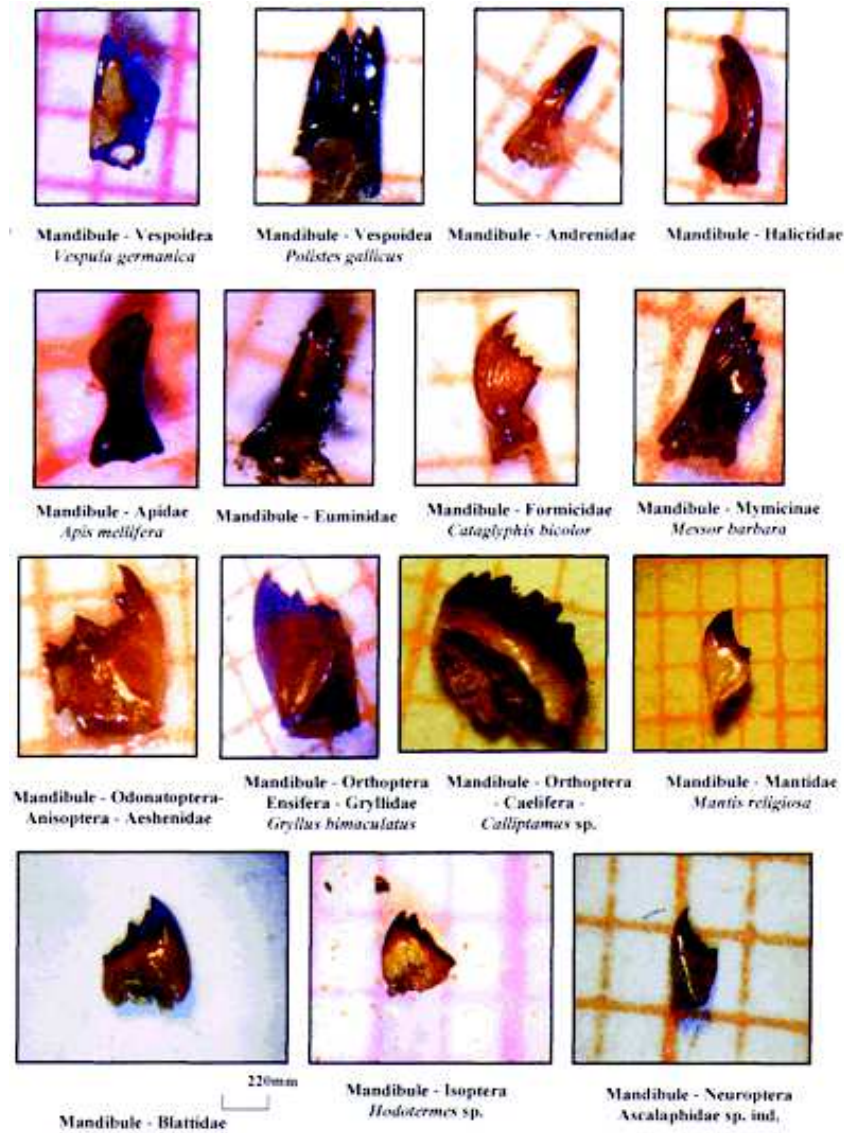 Mandibule - Vespoidea
Vespula germanica
Mandibule - Vespoidea
Polistes gallicus
Mandibule - Andrenidae
Mandibule - Halictidae
Mandibule - Apidae
Apis mellifera
Mandibule - Euminidae
Mandibule - Formicidae
Cataglyphis bicolor
Mandibule - Mymicinae
Messor barbara
Mandibule - Odonatoptera-
Anisoptera - Aeshenidae
Mandibule - Orthoptera
Ensifera - Gryllidae
Gryllus bimaculatus
Mandibule - Orthoptera
- Caelifera -
Calliptamus sp.
Mandibule - Mantidae
Mantis religiosa
220mm
Mandibule - Blattidae
Mandibule - Isoptera
Hodotermes sp.
Mandibule - Neuroptera
Ascalaphidae sp. ind.